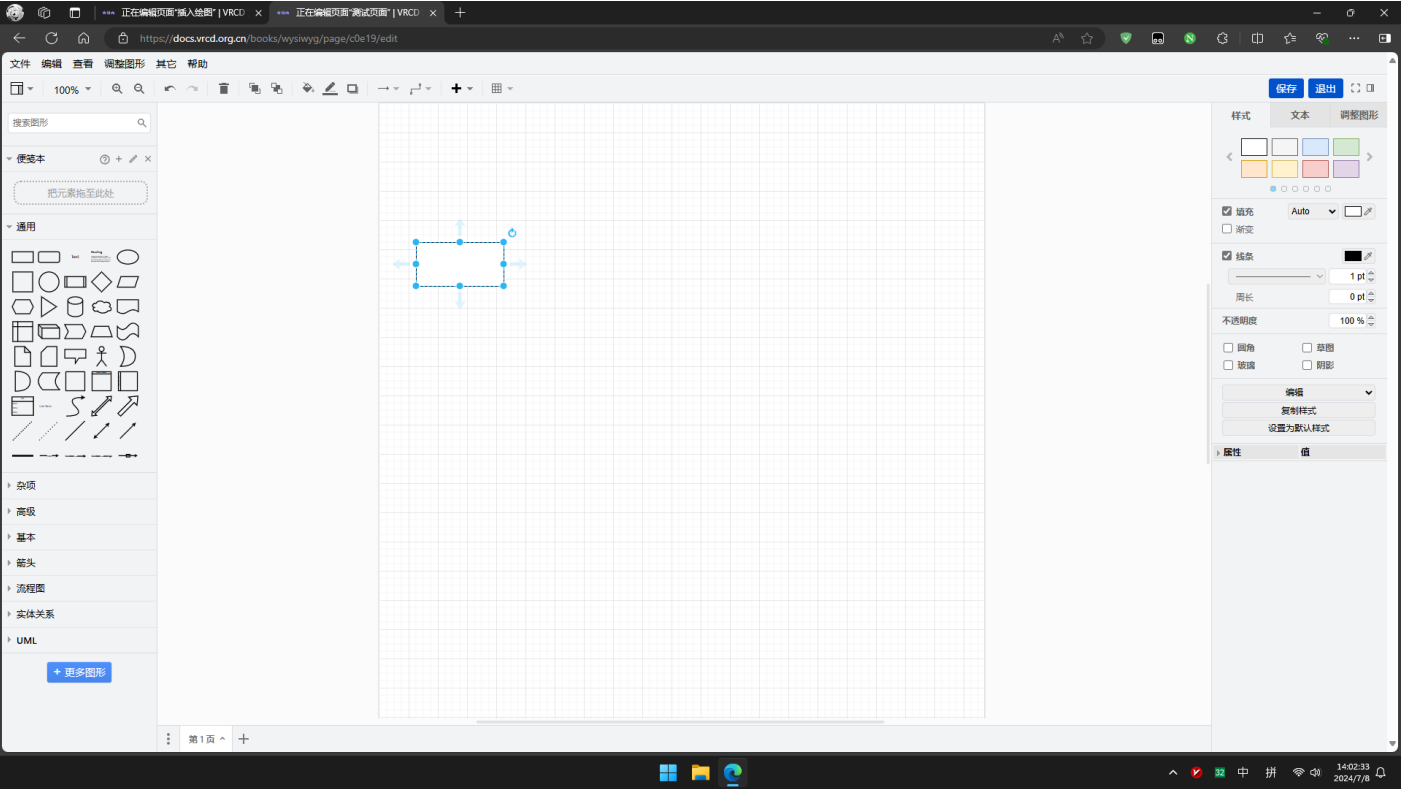 正在编辑页面"插入绘图" | VRCD
正在编辑页面"测试页面" | VRCD
https://docs.vrcd.org.cn/books/wysiwyg/page/c0e19/edit
文件 编辑 查看 调整图形 其它 帮助
100%
保存 退出
搜索图形
便笺本
把元素拖至此处
通用
Text
Heading
杂项
高级
基本
箭头
流程图
实体关系
UML
+ 更多图形
第 1 页
样式 文本 调整图形
填充 Auto
渐变
线条
1 pt
周长 0 pt
不透明度 100 %
圆角 草图
玻璃 阴影
编辑
复制样式
设置为默认样式
属性 值
32 中 拼
14:02:33
2024/7/8